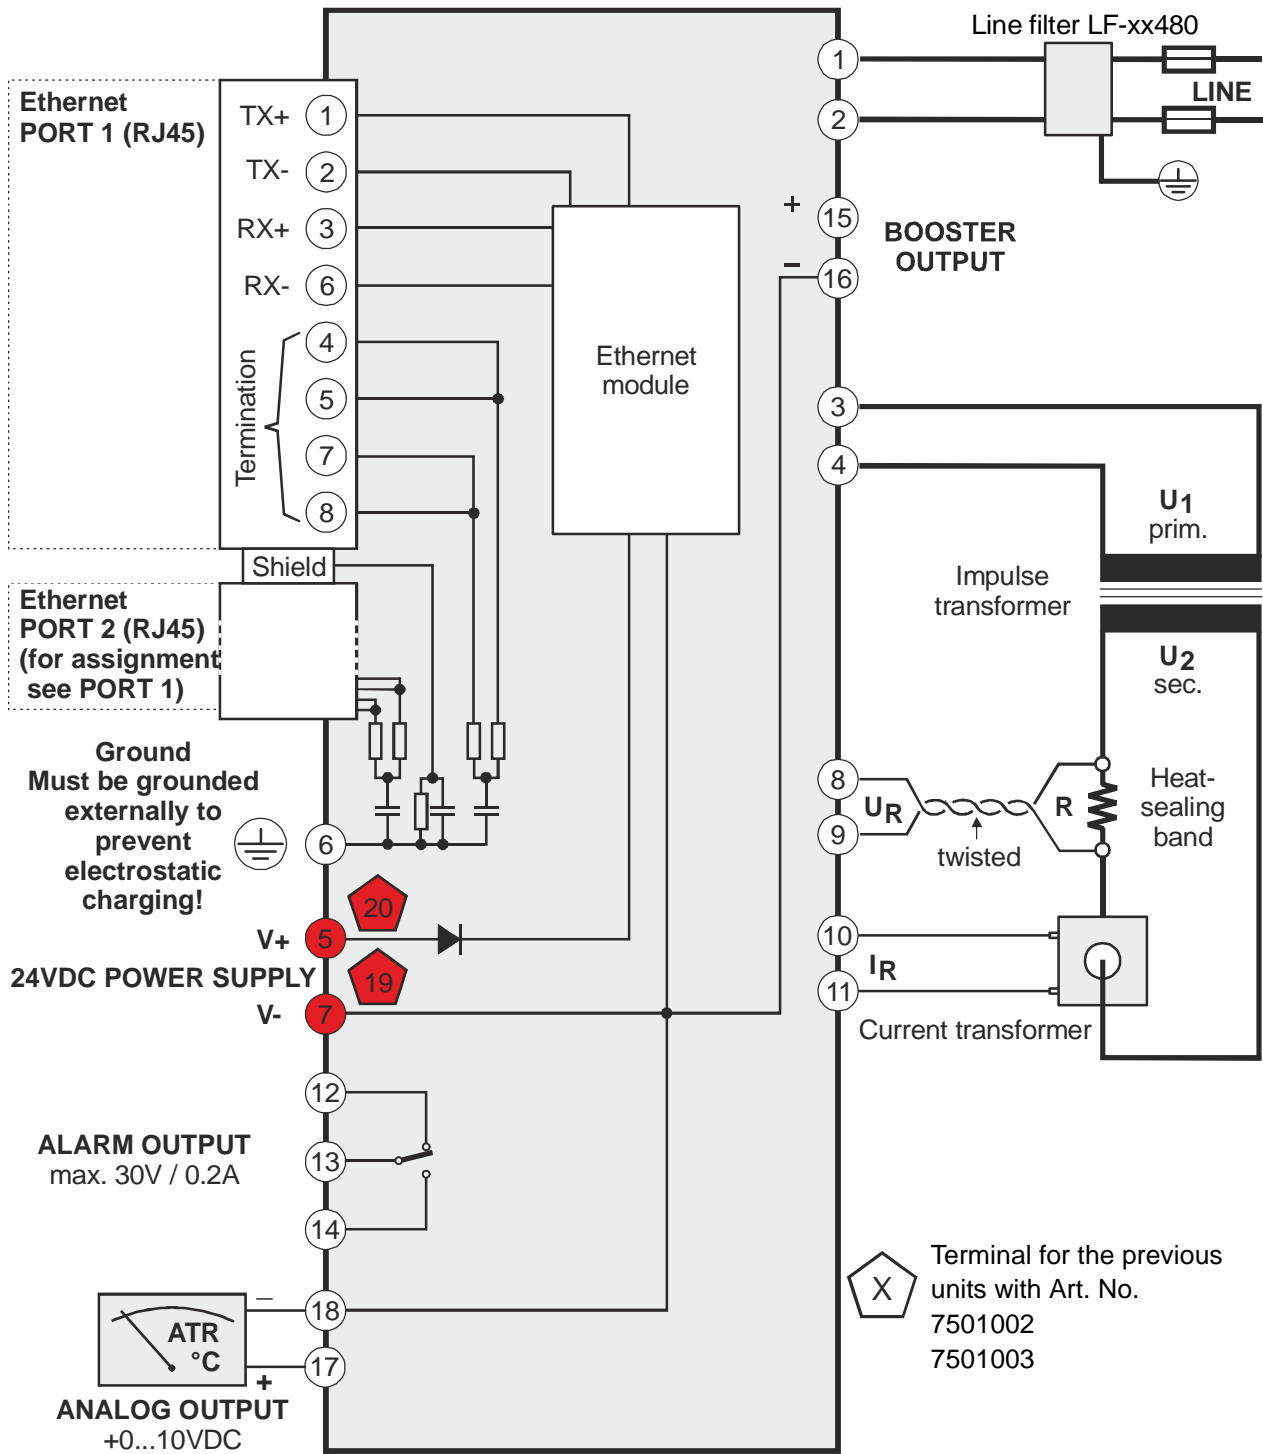 Line filter LF-xx480
LINE
1
2
Ethernet
PORT 1 (RJ45)
TX+ 1
TX- 2
RX+ 3
RX- 6
4
5
7
8
Termination
Shield
Ethernet
PORT 2 (RJ45)
(for assignment
see PORT 1)
Ethernet
module
+
15
BOOSTER
OUTPUT
–
16
3
4
U1
prim.
Impulse
transformer
U2
sec.
8
9
UR
twisted
R
Heat-
sealing
band
10
11
IR
Current transformer
Ground
Must be grounded
externally to
prevent
electrostatic
charging!
6
20
V+ 5
24VDC POWER SUPPLY
19
V- 7
12
13
14
ALARM OUTPUT
max. 30V / 0.2A
–
18
ATR
°C
17
+
ANALOG OUTPUT
+0...10VDC
X
Terminal for the previous
units with Art. No.
7501002
7501003